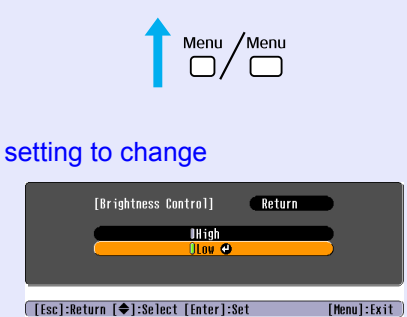 Menu / Menu
setting to change
[Brightness Control] Return
High
Low
[Esc]:Return [◆]:Select [Enter]:Set [Menu]:Exit